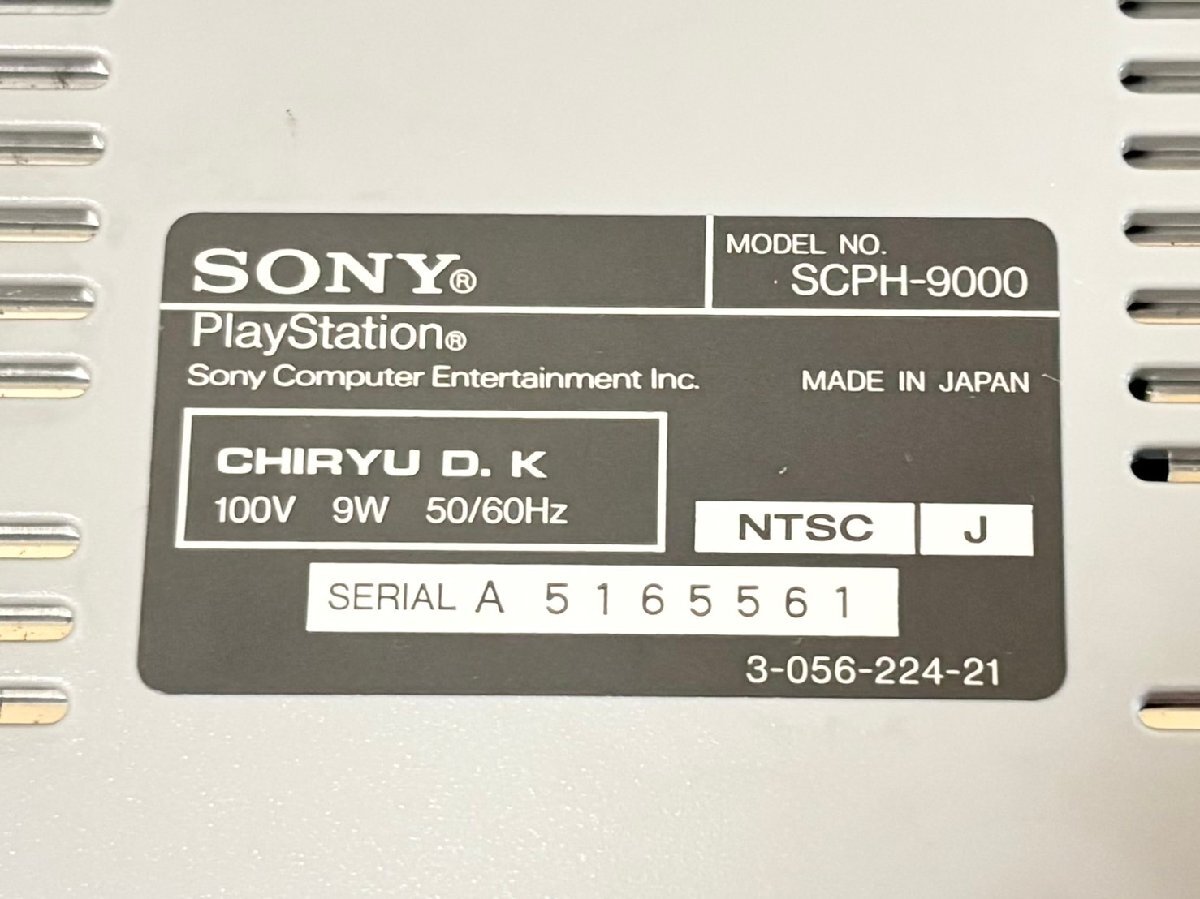 SONY®
MODEL NO.
SCPH-9000
PlayStation®
Sony Computer Entertainment Inc.
MADE IN JAPAN
CHIRYU D. K
100V 9W 50/60Hz
NTSC J
SERIAL A 5165561
3-056-224-21